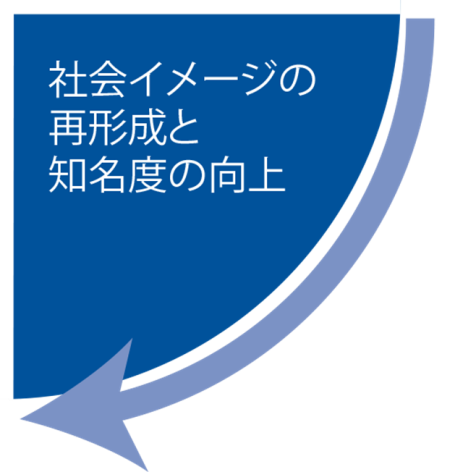 社会イメージの
再形成と
知名度の向上